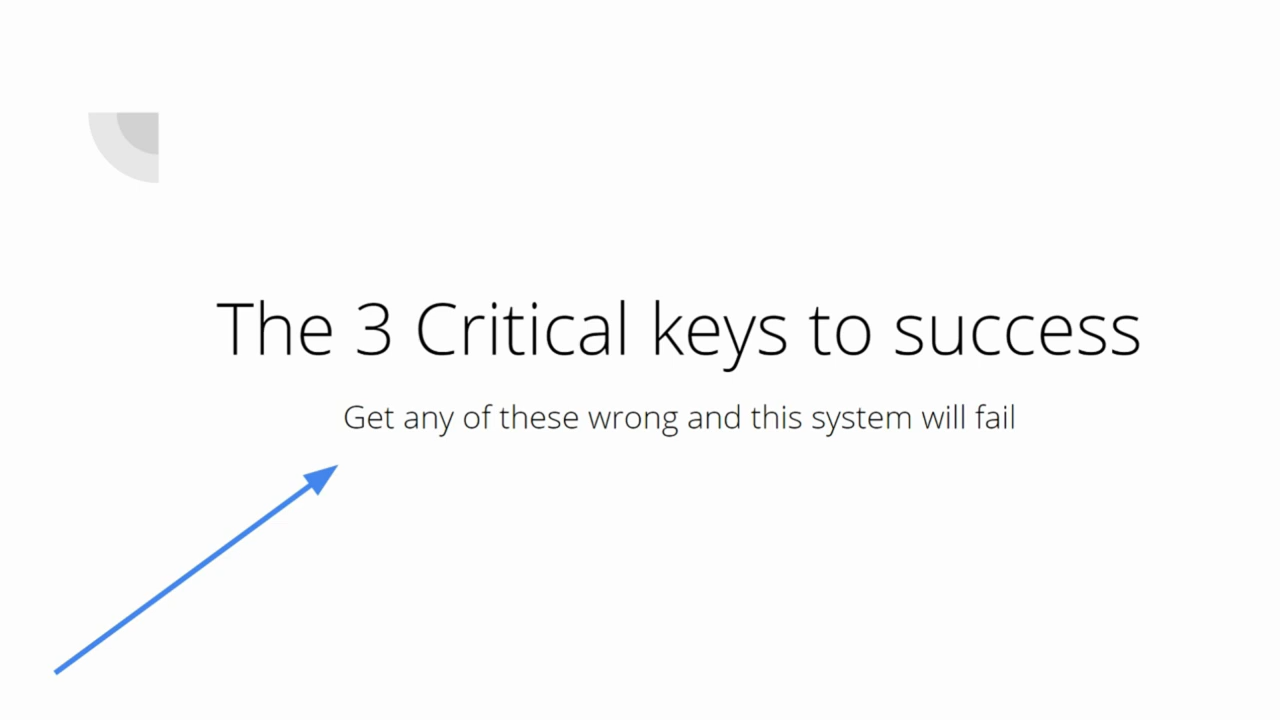 The 3 Critical keys to success
Get any of these wrong and this system will fail